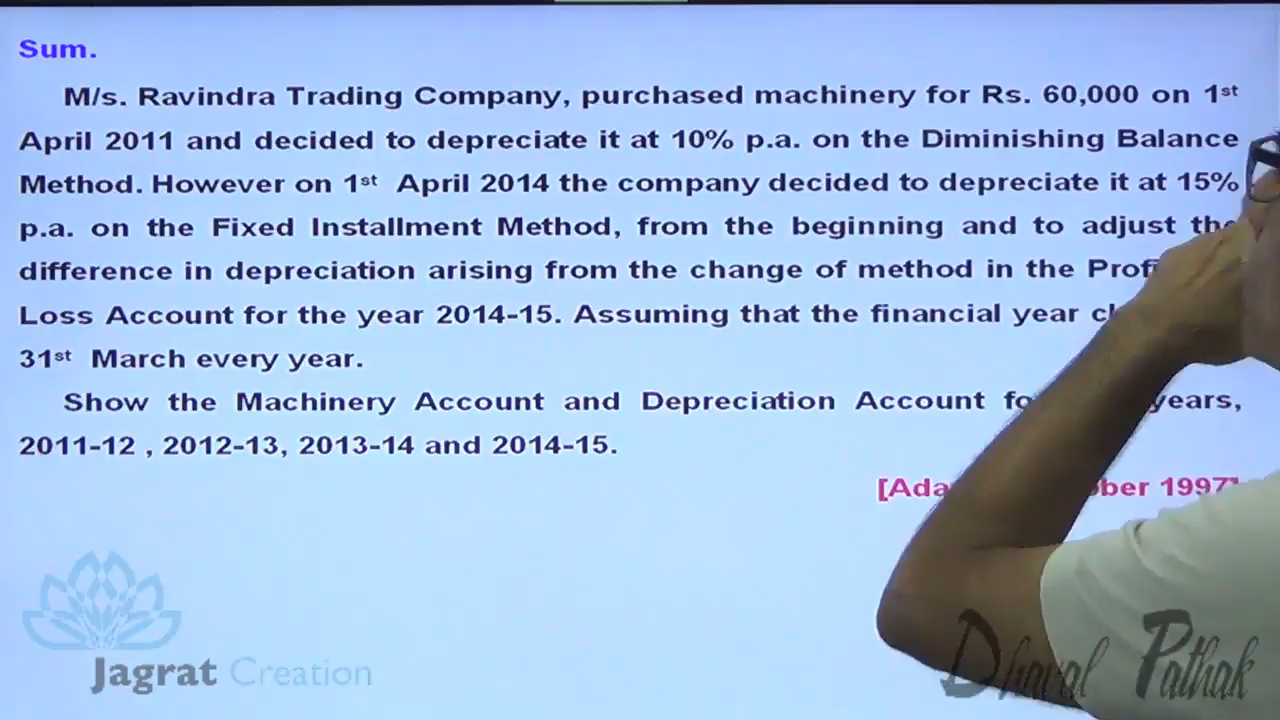 Sum.
M/s. Ravindra Trading Company, purchased machinery for Rs. 60,000 on 1st
April 2011 and decided to depreciate it at 10% p.a. on the Diminishing Balance
Method. However on 1st April 2014 the company decided to depreciate it at 15%
p.a. on the Fixed Installment Method, from the beginning and to adjust the
difference in depreciation arising from the change of method in the
Loss Account for the year 2014-15. Assuming that the financial year
31st March every year.
Show the Machinery Account and Depreciation Account years,
2011-12 , 2012-13, 2013-14 and 2014-15.
1997]
Jagrat Creation
Dhaval Pathak